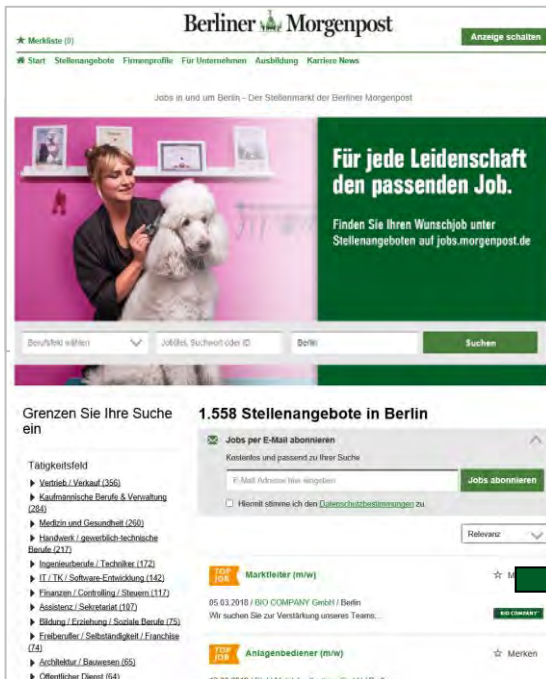 Berliner Morgenpost
★ Merkliste (0)
Anzeige schalten
Start Stellenangebote Firmenprofile Für Unternehmen Ausbildung Karriere News
Jobs in und um Berlin - Der Stellenmarkt der Berliner Morgenpost
Für jede Leidenschaft
den passenden Job.
Finden Sie Ihren Wunschjob unter
Stellenangeboten auf jobs.morgenpost.de
Berufsfeld wählen
Jobtitel, Suchwort oder ID
Berlin
Suchen
Grenzen Sie Ihre Suche
ein
Tätigkeitsfeld
Vertrieb / Verkauf (356)
Kaufmännische Berufe & Verwaltung
(284)
Medizin und Gesundheit (260)
Handwerk / gewerblich-technische
Berufe (217)
Ingenieurberufe / Techniker (172)
IT / TK / Software-Entwicklung (142)
Finanzen / Controlling / Steuern (117)
Assistenz / Sekretariat (107)
Bildung / Erziehung / Soziale Berufe (75)
Freiberufler / Selbständigkeit / Franchise
(74)
Architektur / Bauwesen (65)
Öffentlicher Dienst (64)
1.558 Stellenangebote in Berlin
Jobs per E-Mail abonnieren
Kostenlos und passend zu Ihrer Suche
E-Mail Adresse hier eingeben
Jobs abonnieren
Hiermit stimme ich den Datenschutzbestimmungen zu
Relevanz
TOP
JOB
Marktleiter (m/w)
☆ M
05.03.2018 / BIO COMPANY GmbH / Berlin
Wir suchen Sie zur Verstärkung unseres Teams...
BIO COMPANY
TOP
JOB
Anlagenbediener (m/w)
☆ Merken